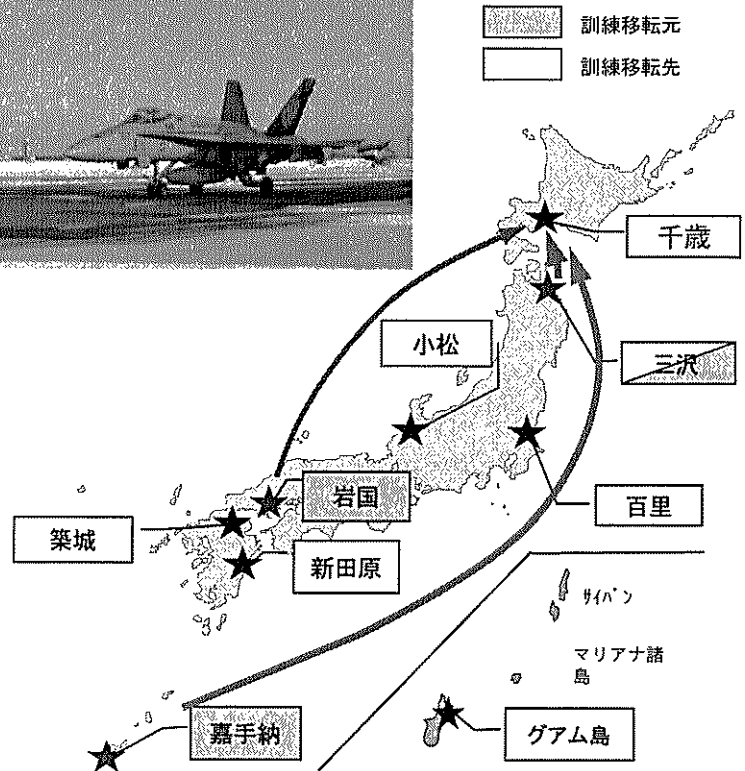 訓練移転元
訓練移転先
千歳
小松
三沢
岩国
百里
築城
新田原
サイパン
マリアナ諸
島
嘉手納
グアム島